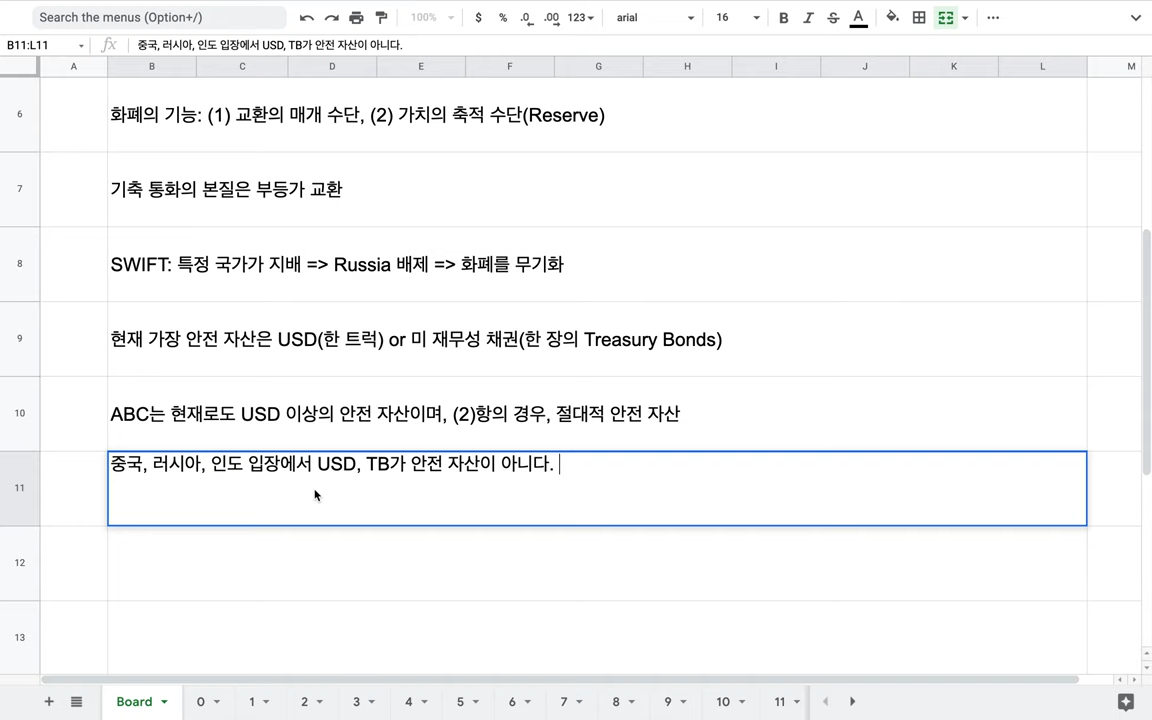 Search the menus (Option+/) 100% $ % .0 .00 123 arial 16 B I S A
B11:L11 fx 중국, 러시아, 인도 입장에서 USD, TB가 안전 자산이 아니다.
A B C D E F G H I J K L M
6 화폐의 기능: (1) 교환의 매개 수단, (2) 가치의 축적 수단(Reserve)
7 기축 통화의 본질은 부등가 교환
8 SWIFT: 특정 국가가 지배 => Russia 배제 => 화폐를 무기화
9 현재 가장 안전 자산은 USD(한 트럭) or 미 재무성 채권(한 장의 Treasury Bonds)
10 ABC는 현재로도 USD 이상의 안전 자산이며, (2)항의 경우, 절대적 안전 자산
11 중국, 러시아, 인도 입장에서 USD, TB가 안전 자산이 아니다.
12
13
Board 0 1 2 3 4 5 6 7 8 9 10 11